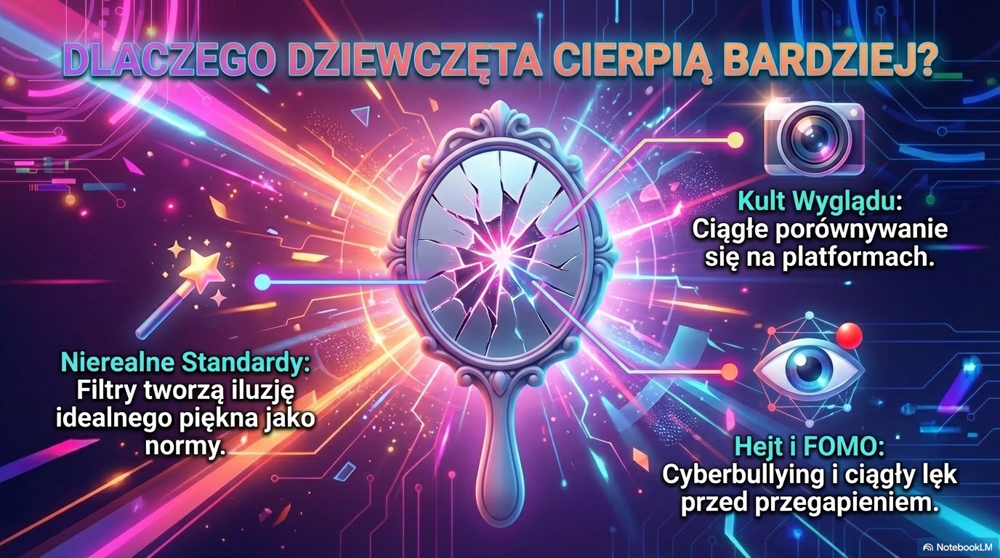 DLACZEGO DZIEWCZĘTA CIERPIĄ BARDZIEJ?
Kult Wyglądu:
Ciągłe porównywanie
się na platformach.
Nierealne Standardy:
Filtry tworzą iluzję
idealnego piękna jako
normy.
Hejt i FOMO:
Cyberbullying i ciągły lęk
przed przegapieniem.
NotebookLM